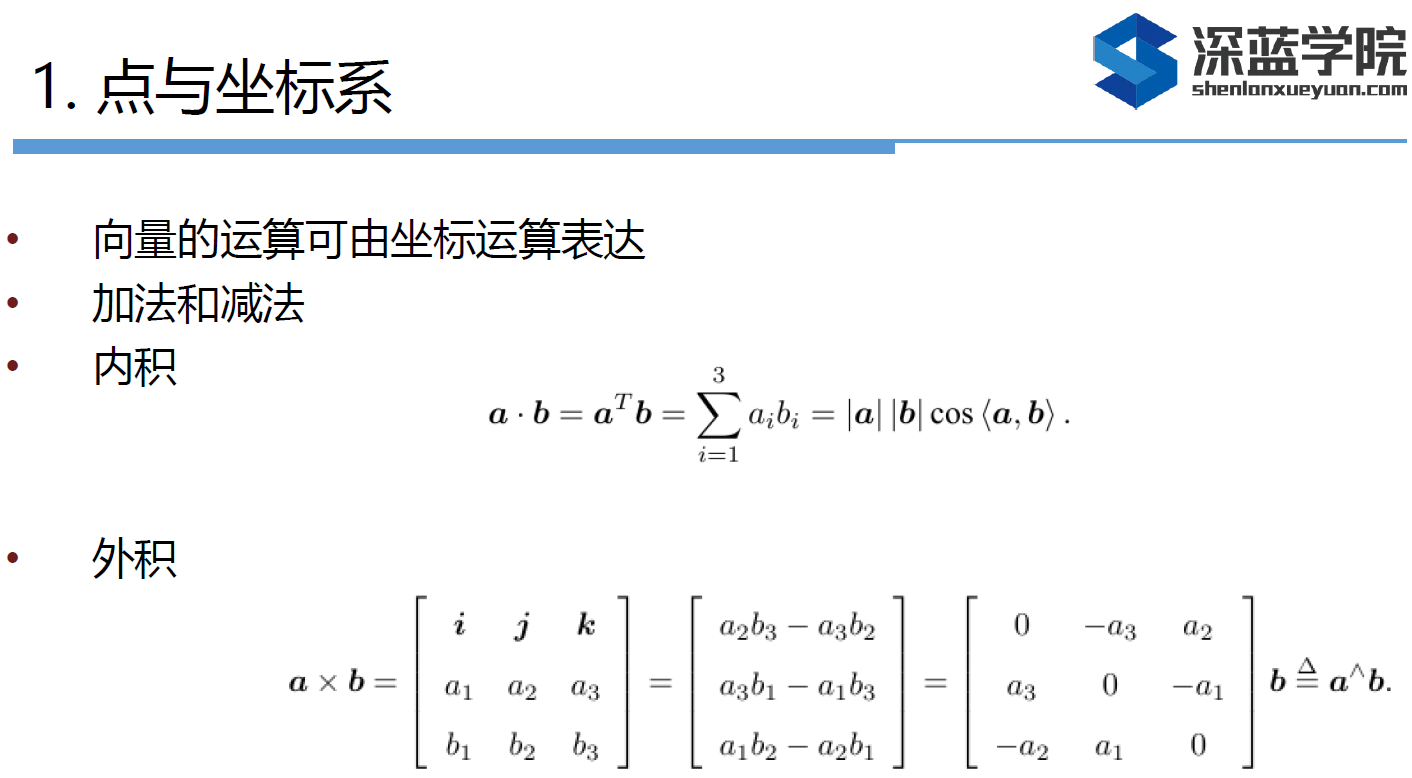 1. 点与坐标系
深蓝学院
shenlanxueyuan.com
• 向量的运算可由坐标运算表达
• 加法和减法
• 内积
$\boldsymbol{a} \cdot \boldsymbol{b} = \boldsymbol{a}^T \boldsymbol{b} = \sum_{i=1}^{3} a_i b_i = |\boldsymbol{a}| |\boldsymbol{b}| \cos \langle \boldsymbol{a}, \boldsymbol{b} \rangle .$
• 外积
$\boldsymbol{a} \times \boldsymbol{b} = \begin{bmatrix} \boldsymbol{i} & \boldsymbol{j} & \boldsymbol{k} \\ a_1 & a_2 & a_3 \\ b_1 & b_2 & b_3 \end{bmatrix} = \begin{bmatrix} a_2 b_3 - a_3 b_2 \\ a_3 b_1 - a_1 b_3 \\ a_1 b_2 - a_2 b_1 \end{bmatrix} = \begin{bmatrix} 0 & -a_3 & a_2 \\ a_3 & 0 & -a_1 \\ -a_2 & a_1 & 0 \end{bmatrix} \boldsymbol{b} \stackrel{\Delta}{=} \boldsymbol{a}^{\wedge} \boldsymbol{b}.$